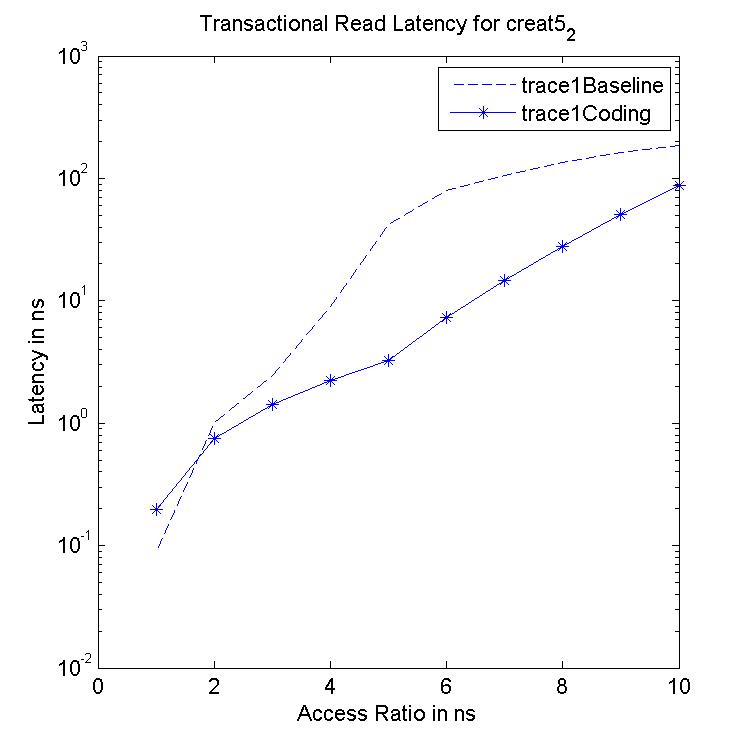 Transactional Read Latency for creat5₂
10³
trace1Baseline
trace1Coding
10²
10¹
Latency in ns
10⁰
10⁻¹
10⁻²
0 2 4 6 8 10
Access Ratio in ns